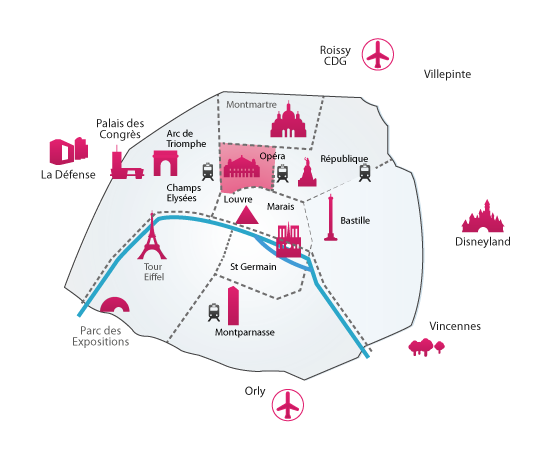 Roissy
CDG
Villepinte
Montmartre
Palais des
Congrès
Arc de
Triomphe
Opéra
République
La Défense
Champs
Elysées
Louvre
Marais
Bastille
Disneyland
Tour
Eiffel
St Germain
Parc des
Expositions
Montparnasse
Vincennes
Orly